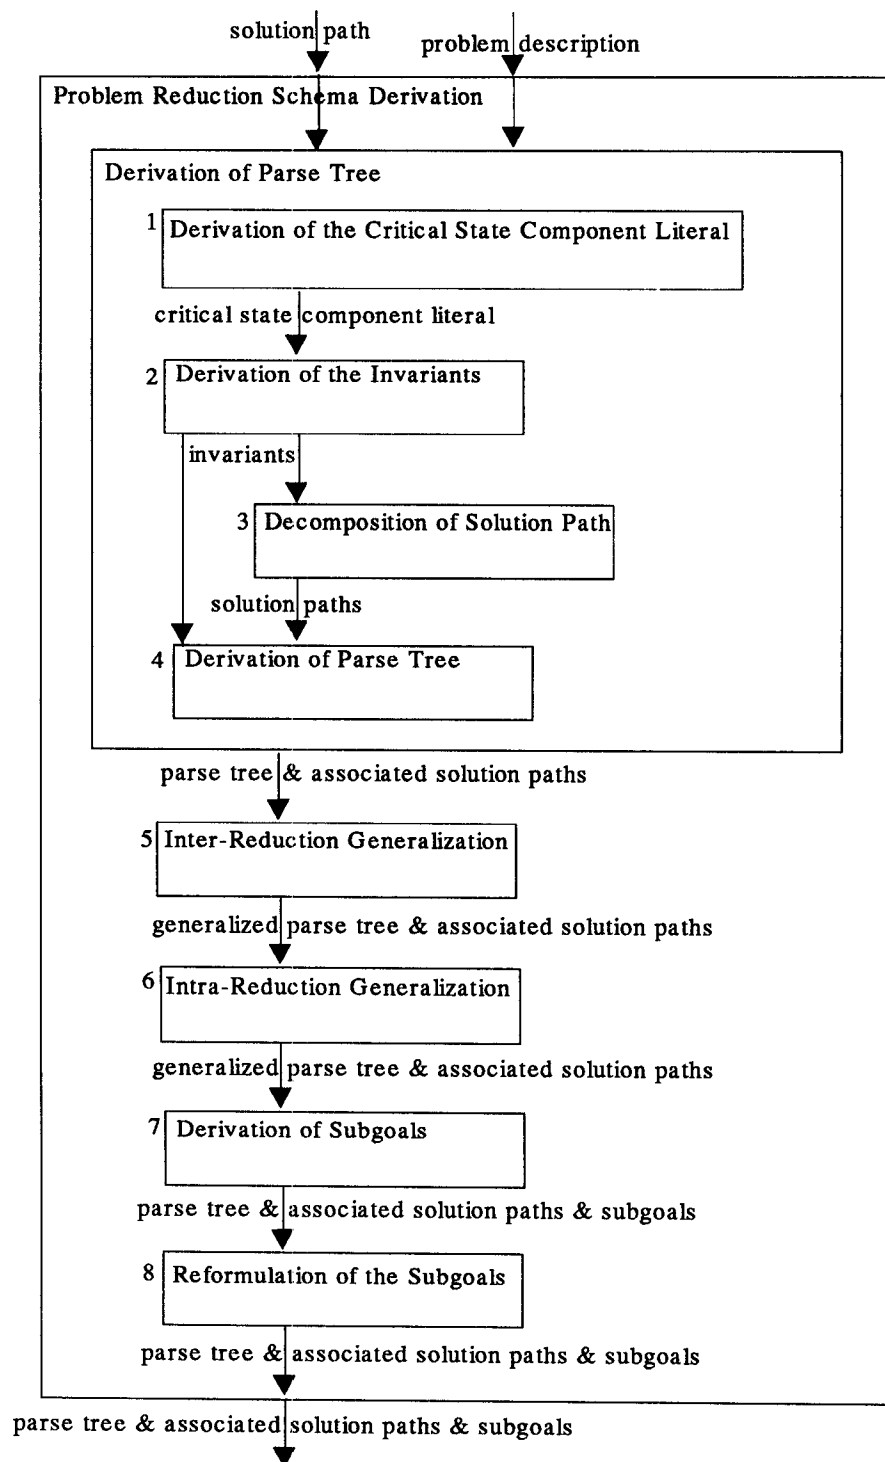 solution path
problem description
Problem Reduction Schema Derivation
Derivation of Parse Tree
1 Derivation of the Critical State Component Literal
critical state component literal
2 Derivation of the Invariants
invariants
3 Decomposition of Solution Path
solution paths
4 Derivation of Parse Tree
parse tree & associated solution paths
5 Inter-Reduction Generalization
generalized parse tree & associated solution paths
6 Intra-Reduction Generalization
generalized parse tree & associated solution paths
7 Derivation of Subgoals
parse tree & associated solution paths & subgoals
8 Reformulation of the Subgoals
parse tree & associated solution paths & subgoals
parse tree & associated solution paths & subgoals